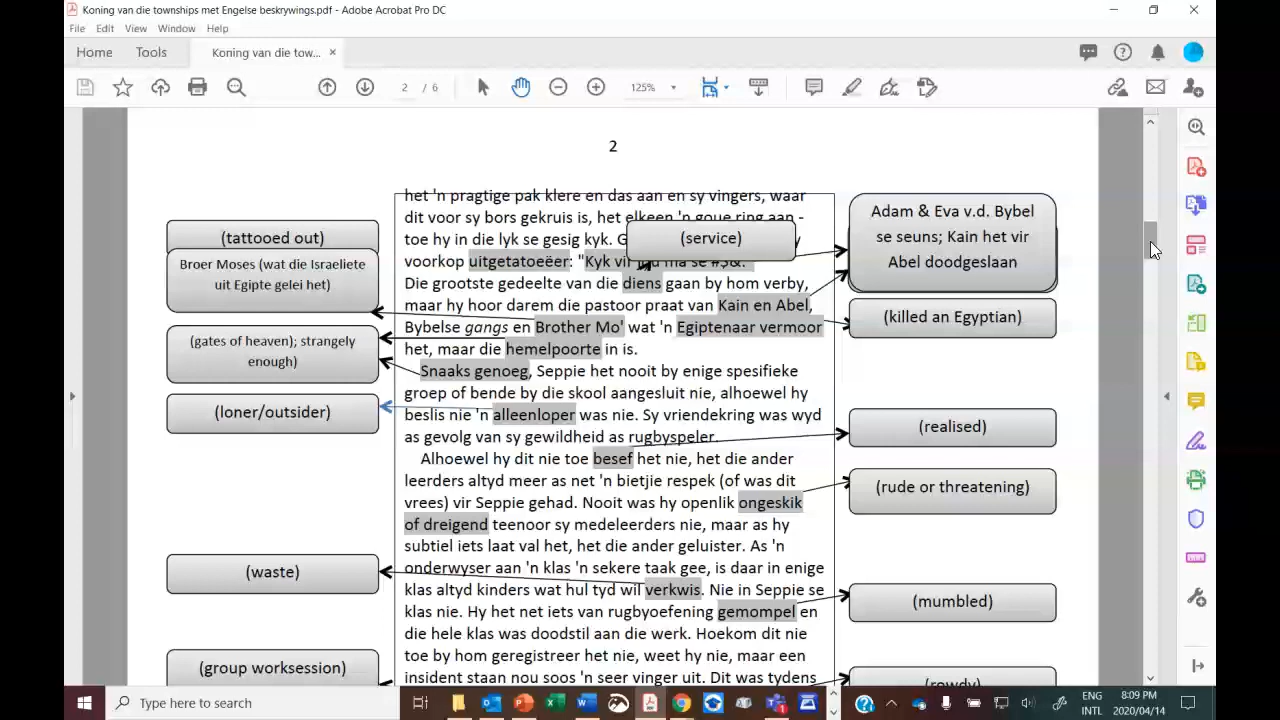 Koning van die townships met Engelse beskrywings.pdf - Adobe Acrobat Pro DC
File Edit View Window Help
Home Tools Koning van die tow... ×
2 / 6 125%
2
het 'n pragtige pak klere en das aan en sy vingers, waar
dit voor sy bors gekruis is, het elkeen 'n goue ring aan -
toe hy in die lyk se gesig kyk. G
voorkop uitgetatoeëer: "Kyk vir
Die grootste gedeelte van die diens gaan by hom verby,
maar hy hoor darem die pastoor praat van Kain en Abel,
Bybelse gangs en Brother Mo' wat 'n Egiptenaar vermoor
het, maar die hemelpoorte in is.
Snaaks genoeg, Seppie het nooit by enige spesifieke
groep of bende by die skool aangesluit nie, alhoewel hy
beslis nie 'n alleenloper was nie. Sy vriendekring was wyd
as gevolg van sy gewildheid as rugbyspeler.
Alhoewel hy dit nie toe besef het nie, het die ander
leerders altyd meer as net 'n bietjie respek (of was dit
vrees) vir Seppie gehad. Nooit was hy openlik ongeskik
of dreigend teenoor sy medeleerders nie, maar as hy
subtiel iets laat val het, het die ander geluister. As 'n
onderwyser aan 'n klas 'n sekere taak gee, is daar in enige
klas altyd kinders wat hul tyd wil verkwis. Nie in Seppie se
klas nie. Hy het net iets van rugbyoefening gemompel en
die hele klas was doodstil aan die werk. Hoekom dit nie
toe by hom geregistreer het nie, weet hy nie, maar een
insident staan nou soos 'n seer vinger uit. Dit was tydens
(tattooed out)
Broer Moses (wat die Israeliete
uit Egipte gelei het)
(gates of heaven); strangely
enough)
(loner/outsider)
(waste)
(group worksession)
(service)
Adam & Eva v.d. Bybel
se seuns; Kain het vir
Abel doodgeslaan
(killed an Egyptian)
(realised)
(rude or threatening)
(mumbled)
(rowdy)
Type here to search
ENG
INTL
8:09 PM
2020/04/14